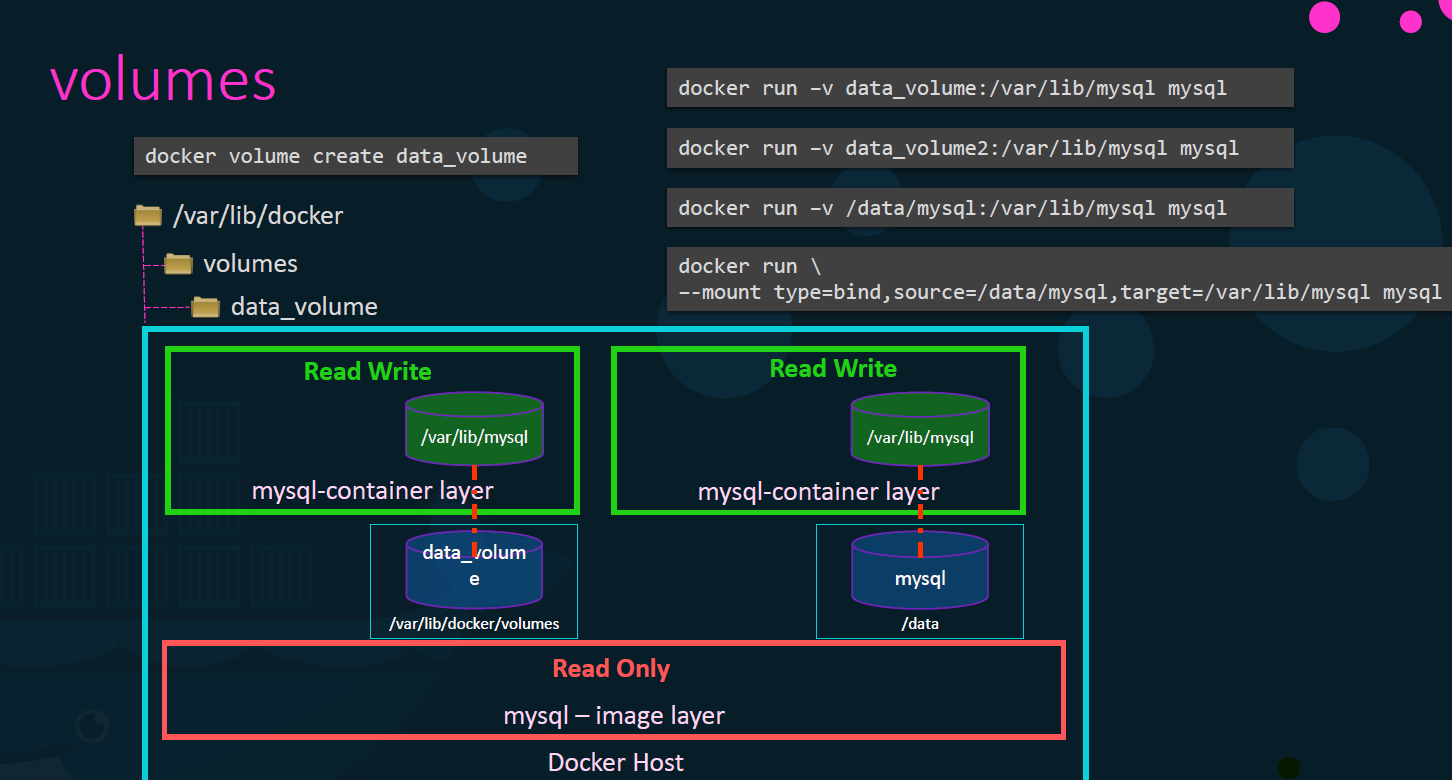 volumes
docker volume create data_volume
/var/lib/docker
volumes
data_volume
docker run –v data_volume:/var/lib/mysql mysql
docker run –v data_volume2:/var/lib/mysql mysql
docker run –v /data/mysql:/var/lib/mysql mysql
docker run \
--mount type=bind,source=/data/mysql,target=/var/lib/mysql mysql
Read Write
/var/lib/mysql
mysql-container layer
data_volum
e
/var/lib/docker/volumes
Read Write
/var/lib/mysql
mysql-container layer
mysql
/data
Read Only
mysql – image layer
Docker Host